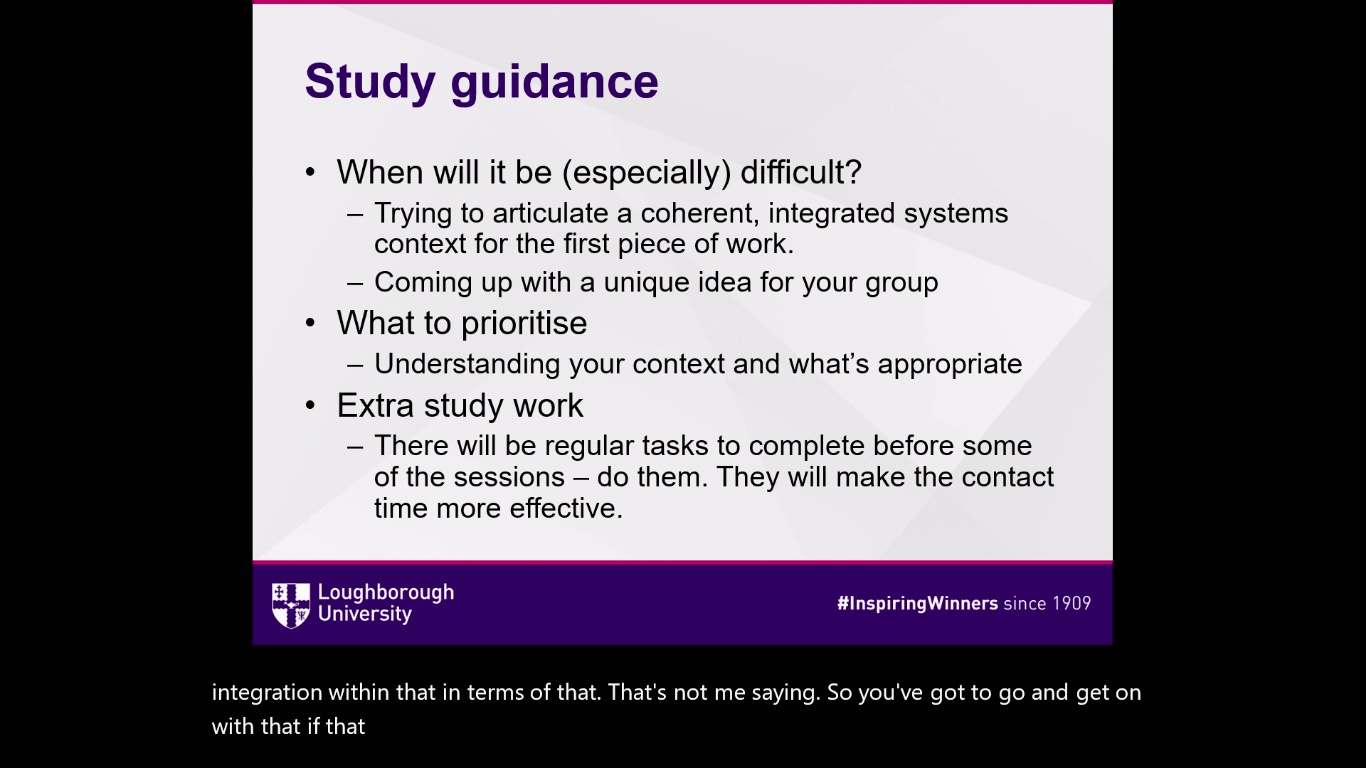 Study guidance
• When will it be (especially) difficult?
– Trying to articulate a coherent, integrated systems
context for the first piece of work.
– Coming up with a unique idea for your group
• What to prioritise
– Understanding your context and what’s appropriate
• Extra study work
– There will be regular tasks to complete before some
of the sessions – do them. They will make the contact
time more effective.
Loughborough
University
#InspiringWinners since 1909
integration within that in terms of that. That's not me saying. So you've got to go and get on
with that if that